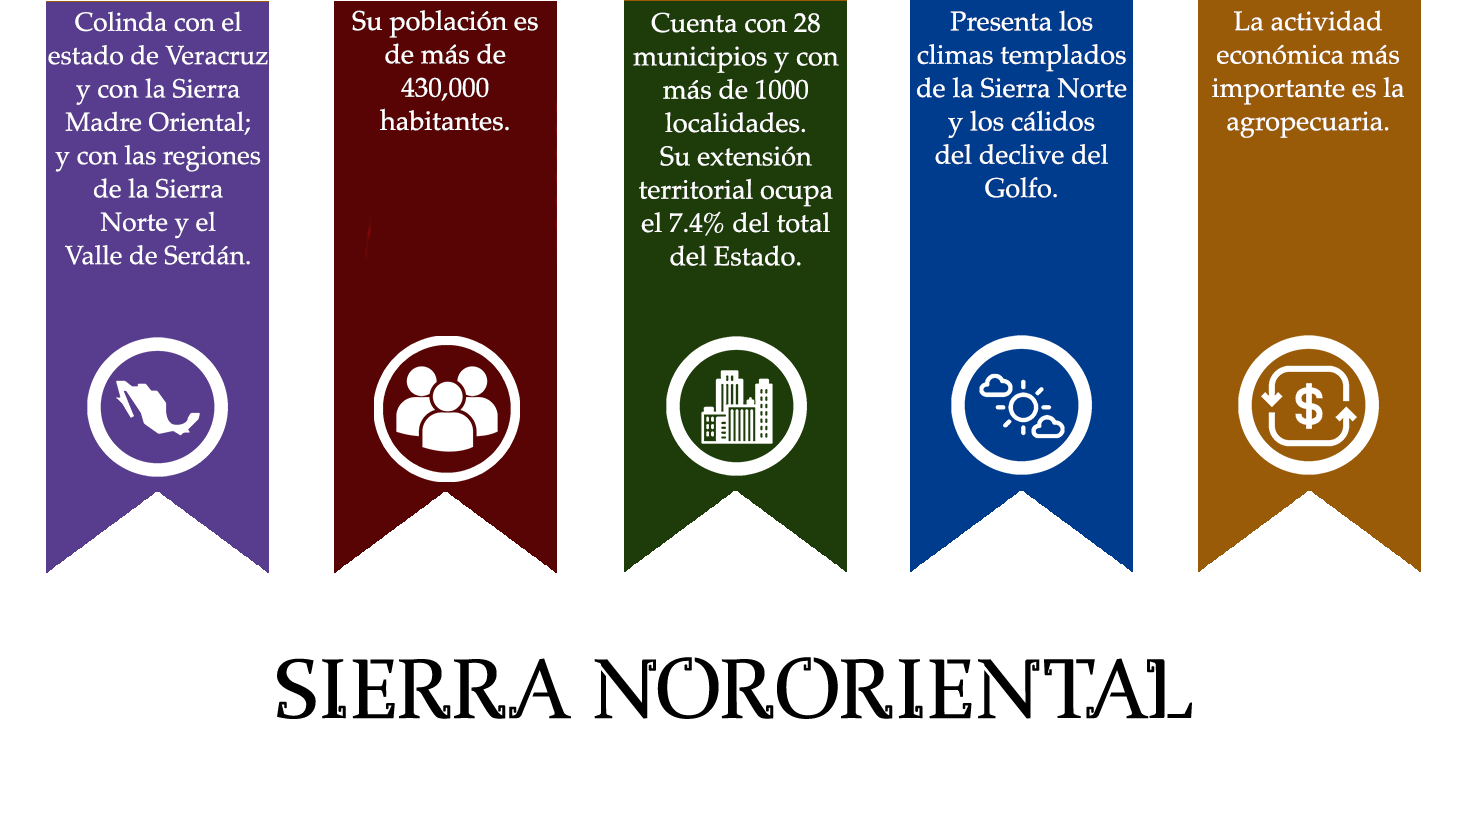 Colinda con el
estado de Veracruz
y con la Sierra
Madre Oriental;
y con las regiones
de la Sierra
Norte y el
Valle de Serdán.
Su población es
de más de
430,000
habitantes.
Cuenta con 28
municipios y con
más de 1000
localidades.
Su extensión
territorial ocupa
el 7.4% del total
del Estado.
Presenta los
climas templados
de la Sierra Norte
y los cálidos
del declive del
Golfo.
La actividad
económica más
importante es la
agropecuaria.
$
SIERRA NORORIENTAL